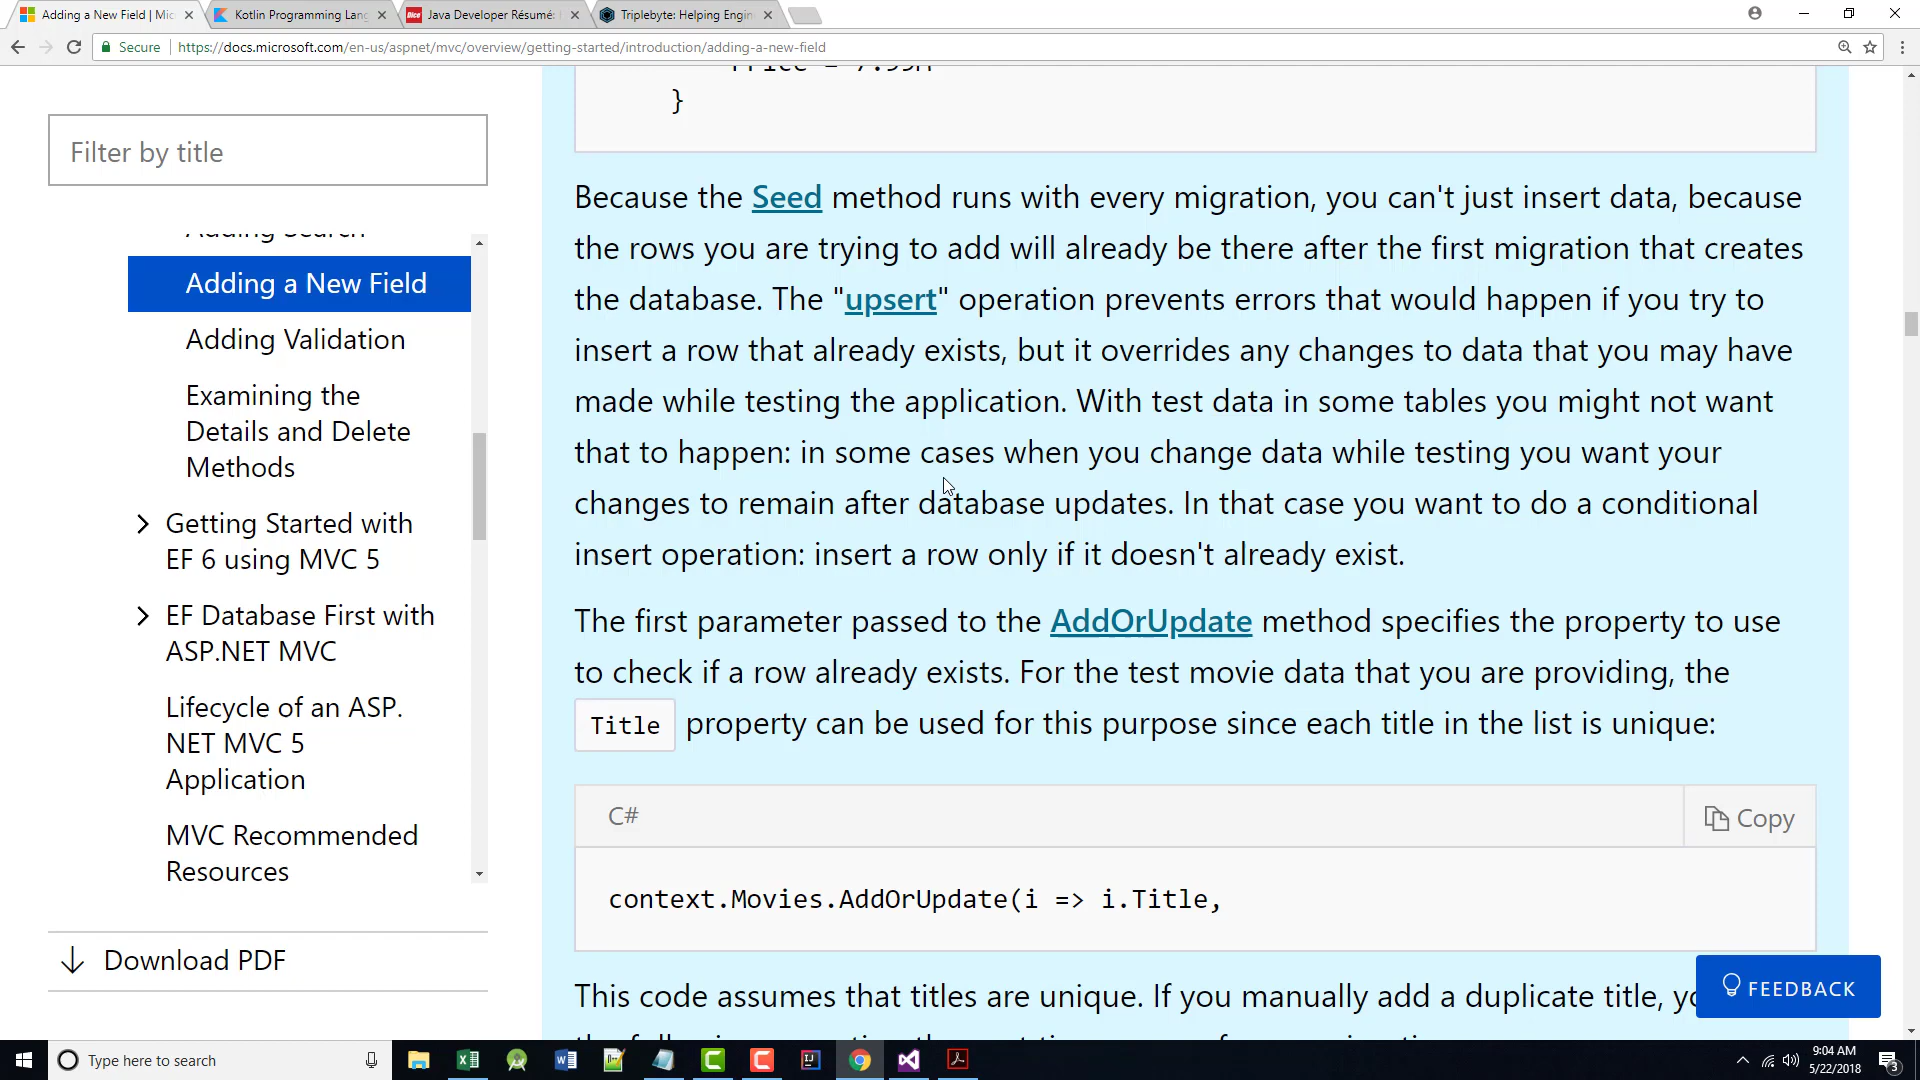 Adding a New Field | Mic
Kotlin Programming Lang
Java Developer Résumé:
Triplebyte: Helping Engin
Secure
https://docs.microsoft.com/en-us/aspnet/mvc/overview/getting-started/introduction/adding-a-new-field
Filter by title
Adding Search
Adding a New Field
Adding Validation
Examining the
Details and Delete
Methods
Getting Started with
EF 6 using MVC 5
EF Database First with
ASP.NET MVC
Lifecycle of an ASP.
NET MVC 5
Application
MVC Recommended
Resources
Download PDF
Price = 7.99M
}
Because the Seed method runs with every migration, you can't just insert data, because
the rows you are trying to add will already be there after the first migration that creates
the database. The "upsert" operation prevents errors that would happen if you try to
insert a row that already exists, but it overrides any changes to data that you may have
made while testing the application. With test data in some tables you might not want
that to happen: in some cases when you change data while testing you want your
changes to remain after database updates. In that case you want to do a conditional
insert operation: insert a row only if it doesn't already exist.
The first parameter passed to the AddOrUpdate method specifies the property to use
to check if a row already exists. For the test movie data that you are providing, the
Title property can be used for this purpose since each title in the list is unique:
C#
Copy
context.Movies.AddOrUpdate(i => i.Title,
This code assumes that titles are unique. If you manually add a duplicate title,
FEEDBACK
Type here to search
9:04 AM
5/22/2018
3